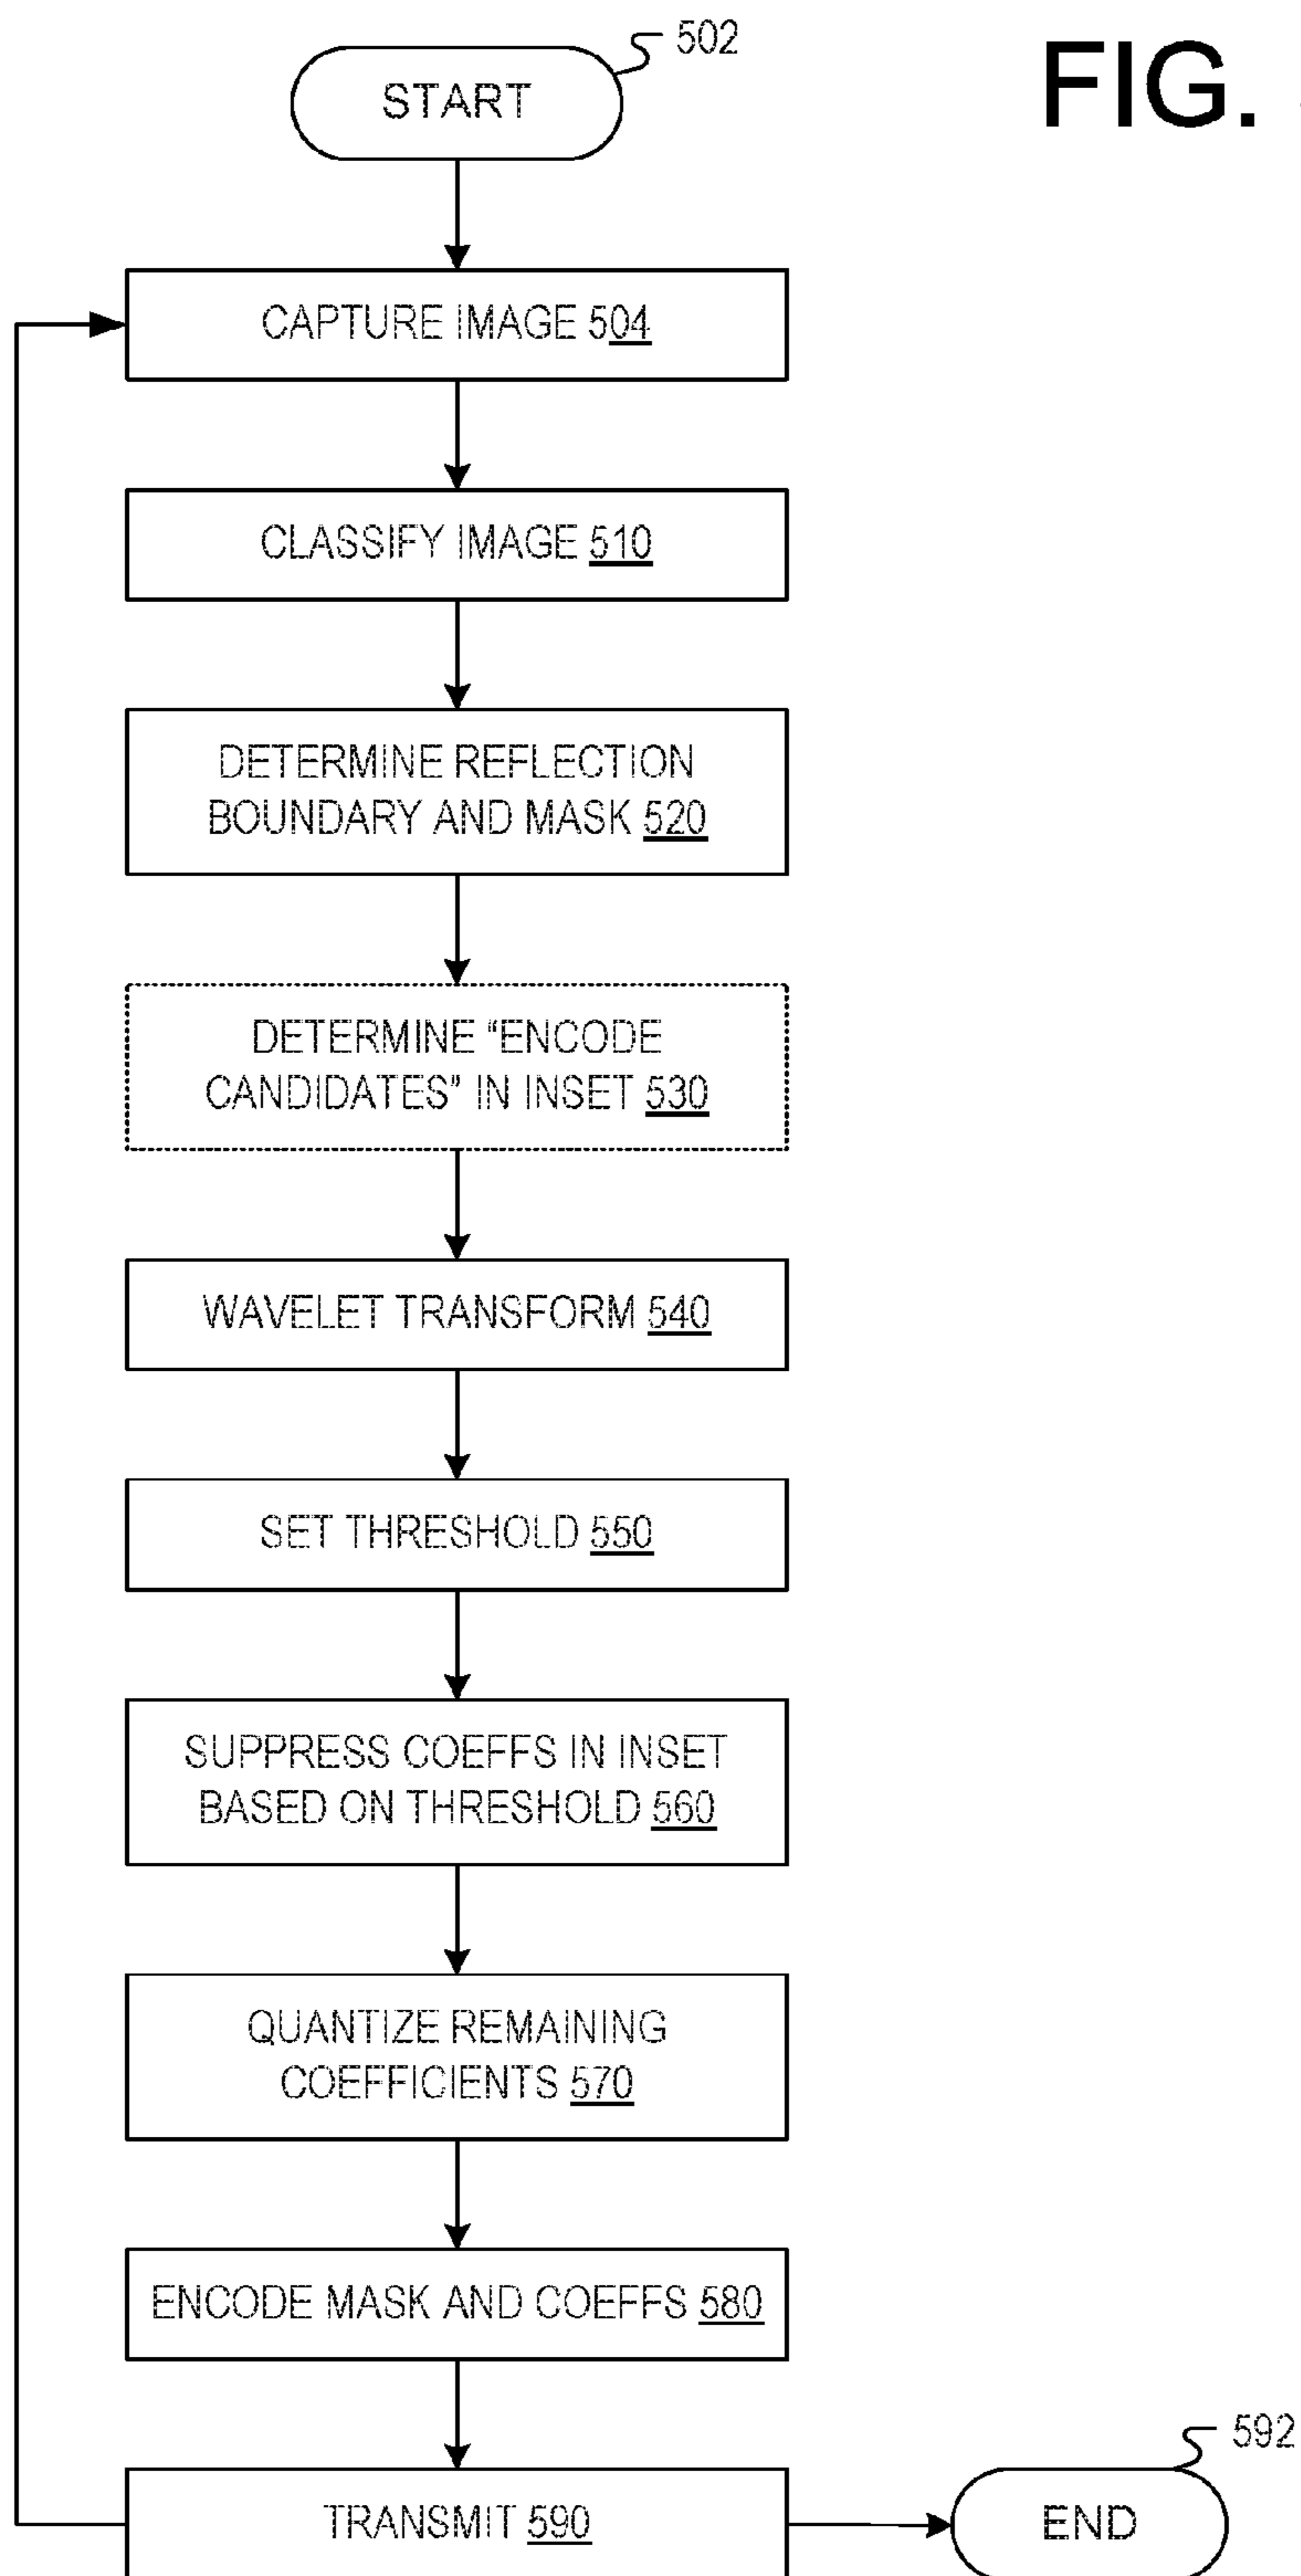 502
FIG.
START
CAPTURE IMAGE 504
CLASSIFY IMAGE 510
DETERMINE REFLECTION
BOUNDARY AND MASK 520
DETERMINE "ENCODE
CANDIDATES" IN INSET 530
WAVELET TRANSFORM 540
SET THRESHOLD 550
SUPPRESS COEFFS IN INSET
BASED ON THRESHOLD 560
QUANTIZE REMAINING
COEFFICIENTS 570
ENCODE MASK AND COEFFS 580
592
TRANSMIT 590
END